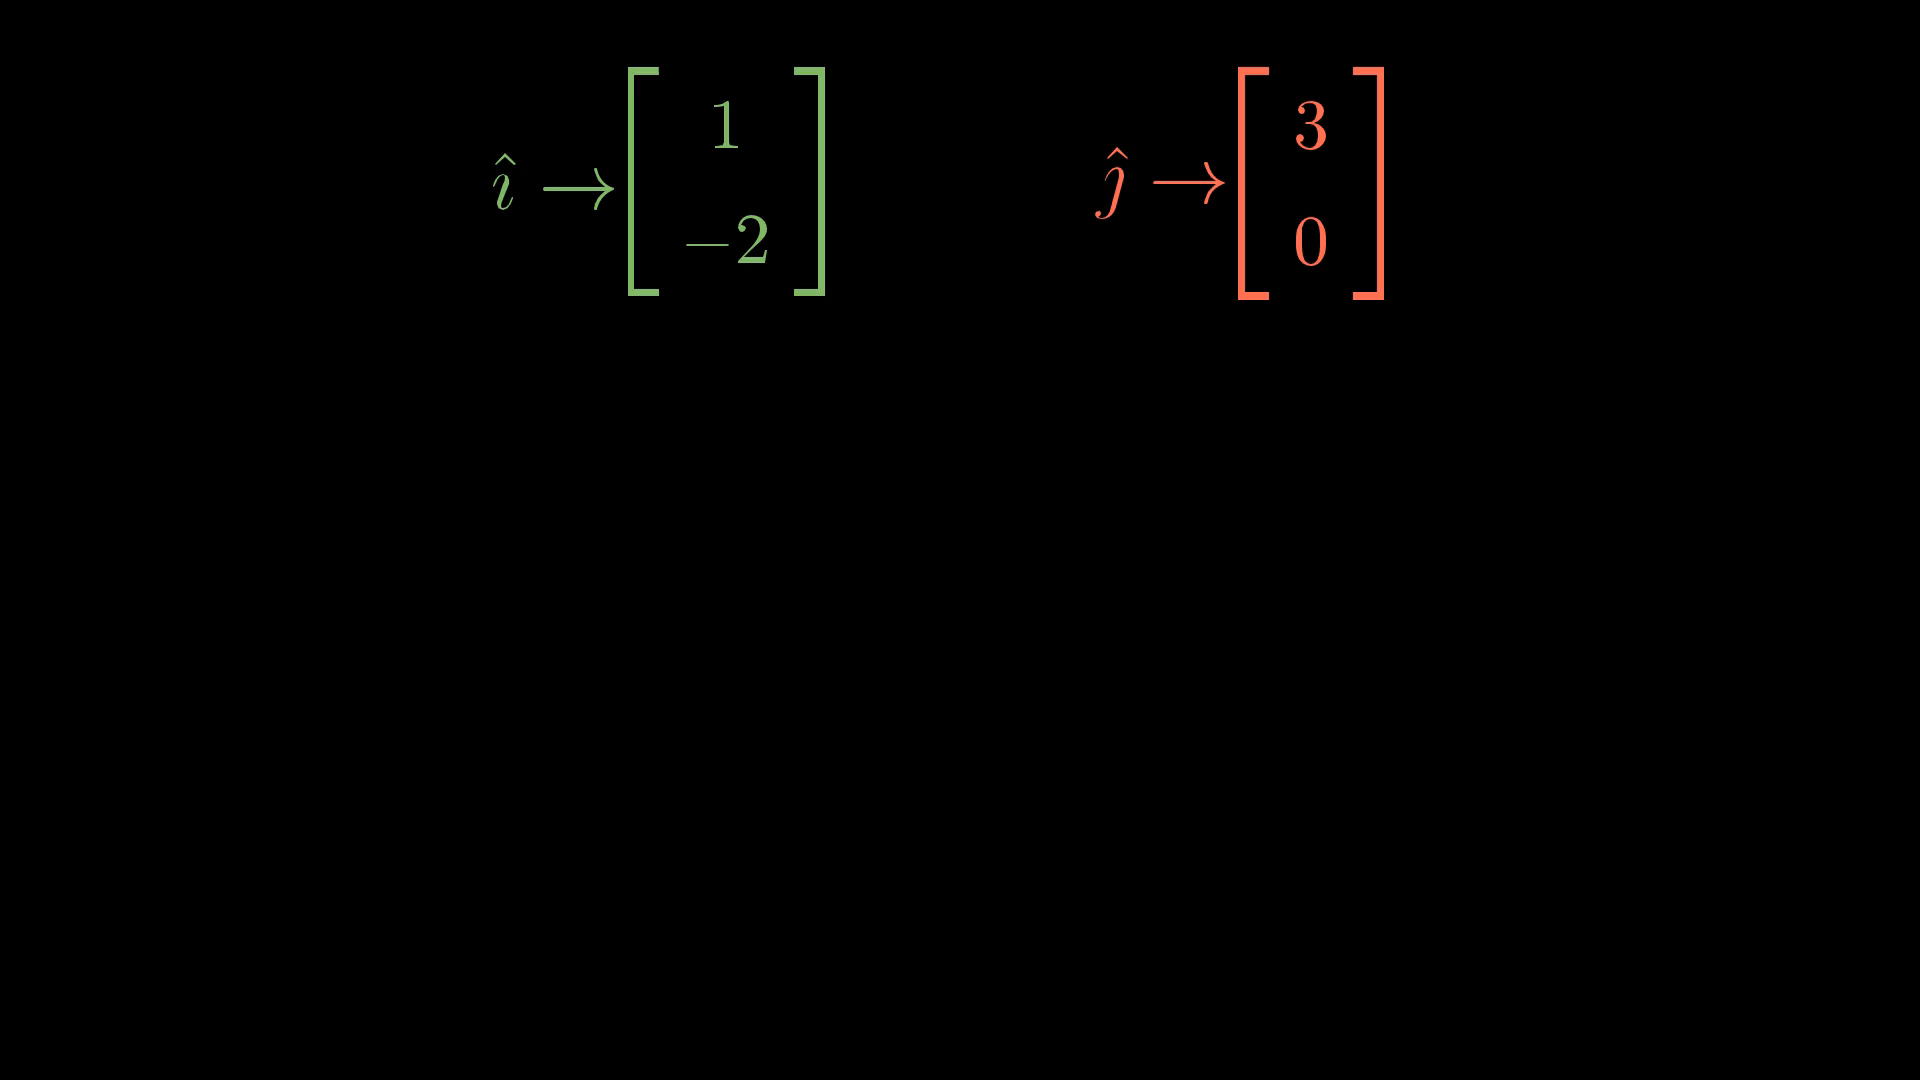 î → [1 −2] ĵ → [3 0]